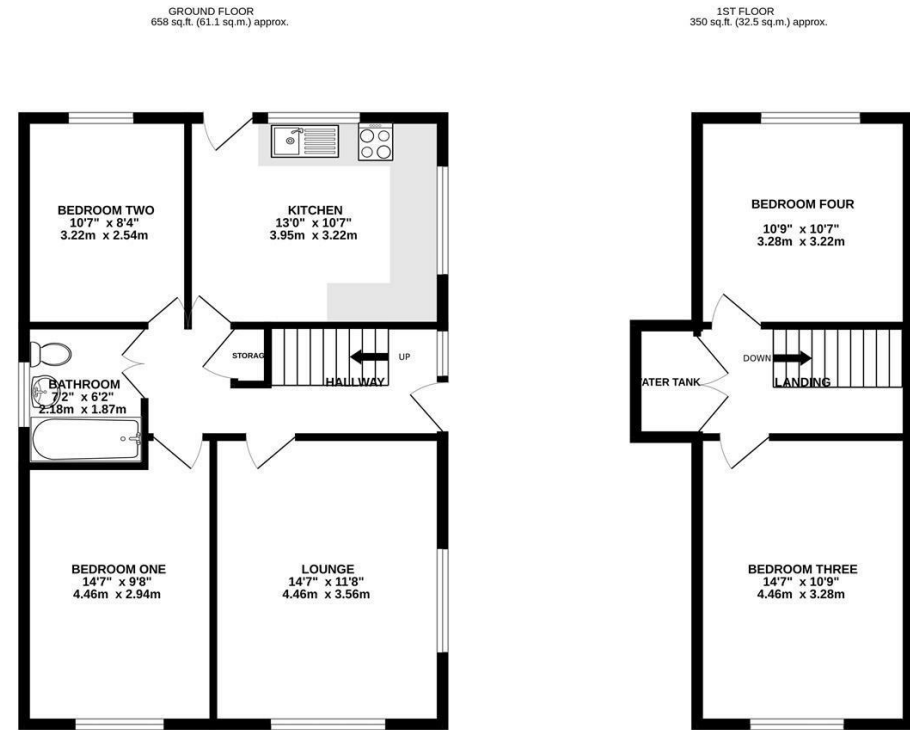 GROUND FLOOR
658 sq.ft. (61.1 sq.m.) approx.
1ST FLOOR
350 sq.ft. (32.5 sq.m.) approx.
BEDROOM TWO
10'7" x 8'4"
3.22m x 2.54m
KITCHEN
13'0" x 10'7"
3.95m x 3.22m
BEDROOM FOUR
10'9" x 10'7"
3.28m x 3.22m
STORAG
UP
HALLWAY
BATHROOM
7'2" x 6'2"
2.18m x 1.87m
DOWN
LANDING
ATER TANK
BEDROOM ONE
14'7" x 9'8"
4.46m x 2.94m
LOUNGE
14'7" x 11'8"
4.46m x 3.56m
BEDROOM THREE
14'7" x 10'9"
4.46m x 3.28m